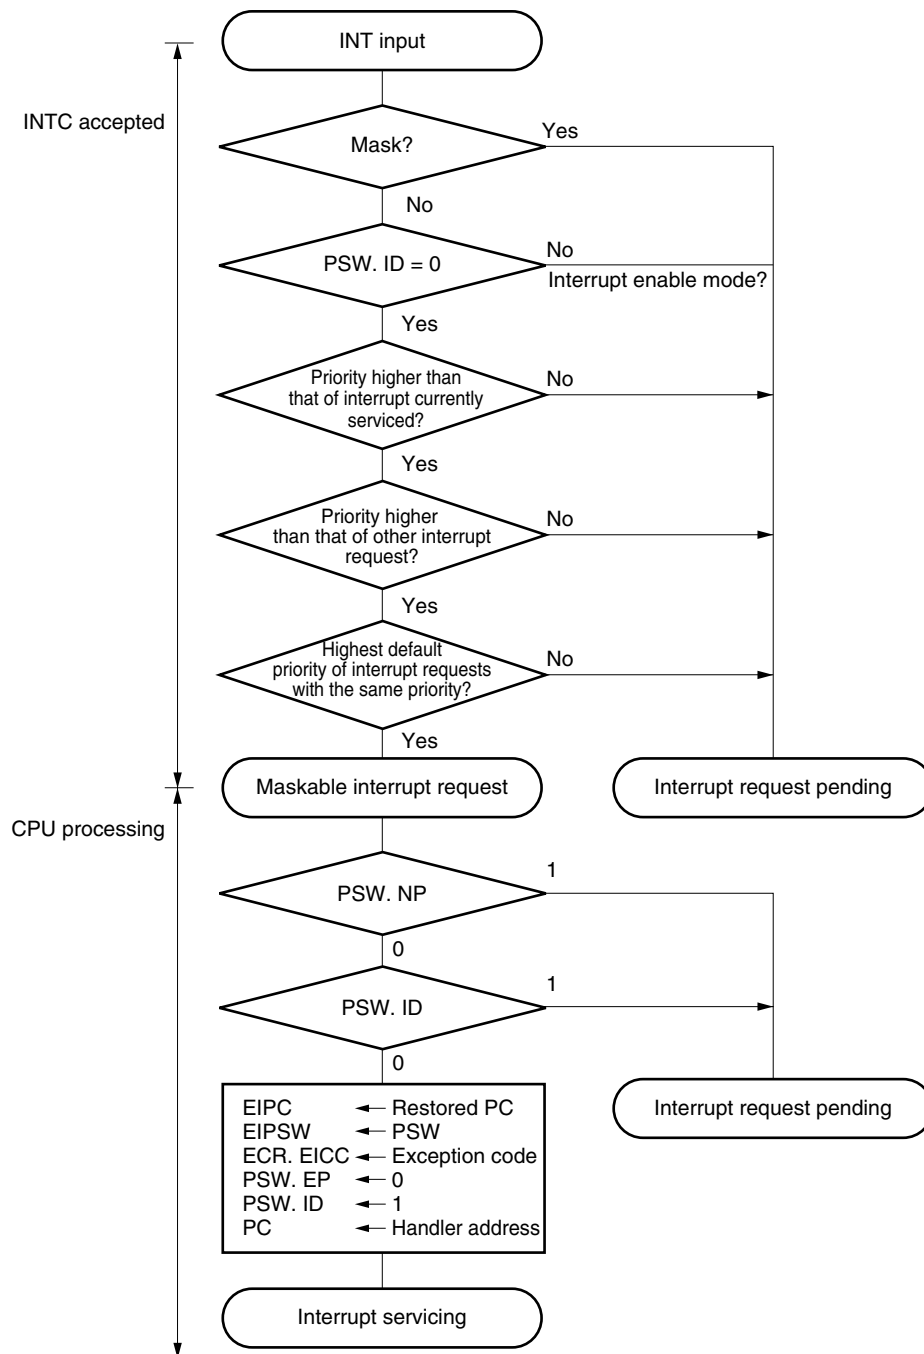 INT input
INTC accepted
Mask?
Yes
No
PSW. ID = 0
No
Interrupt enable mode?
Yes
Priority higher than
that of interrupt currently
serviced?
No
Yes
Priority higher
than that of other interrupt
request?
No
Yes
Highest default
priority of interrupt requests
with the same priority?
No
Yes
Maskable interrupt request
Interrupt request pending
CPU processing
PSW. NP
1
0
PSW. ID
1
0
Interrupt request pending
EIPC Restored PC
EIPSW PSW
ECR. EICC Exception code
PSW. EP 0
PSW. ID 1
PC Handler address
Interrupt servicing